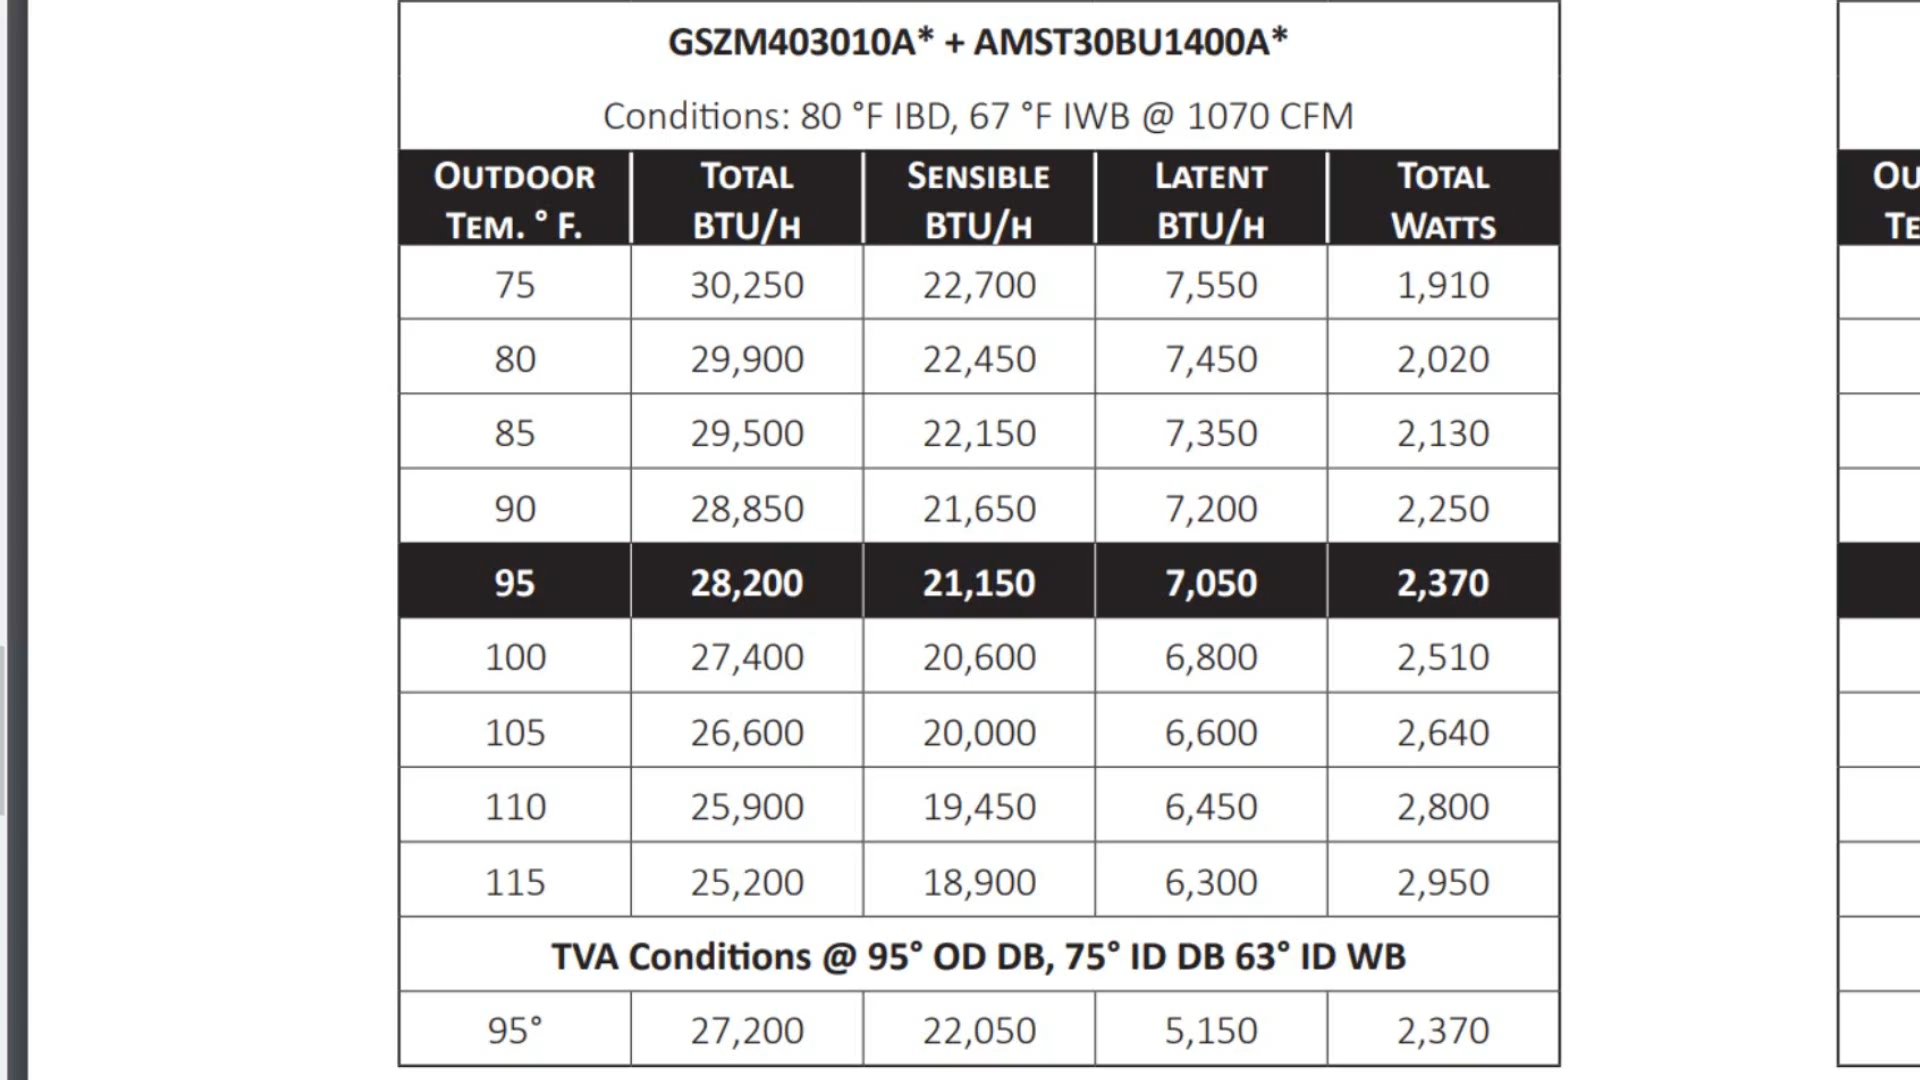 GSZM403010A* + AMST30BU1400A*
Conditions: 80 °F IBD, 67 °F IWB @ 1070 CFM
OUTDOOR TEM. ° F. TOTAL BTU/H SENSIBLE BTU/H LATENT BTU/H TOTAL WATTS
75 30,250 22,700 7,550 1,910
80 29,900 22,450 7,450 2,020
85 29,500 22,150 7,350 2,130
90 28,850 21,650 7,200 2,250
95 28,200 21,150 7,050 2,370
100 27,400 20,600 6,800 2,510
105 26,600 20,000 6,600 2,640
110 25,900 19,450 6,450 2,800
115 25,200 18,900 6,300 2,950
TVA Conditions @ 95° OD DB, 75° ID DB 63° ID WB
95° 27,200 22,050 5,150 2,370